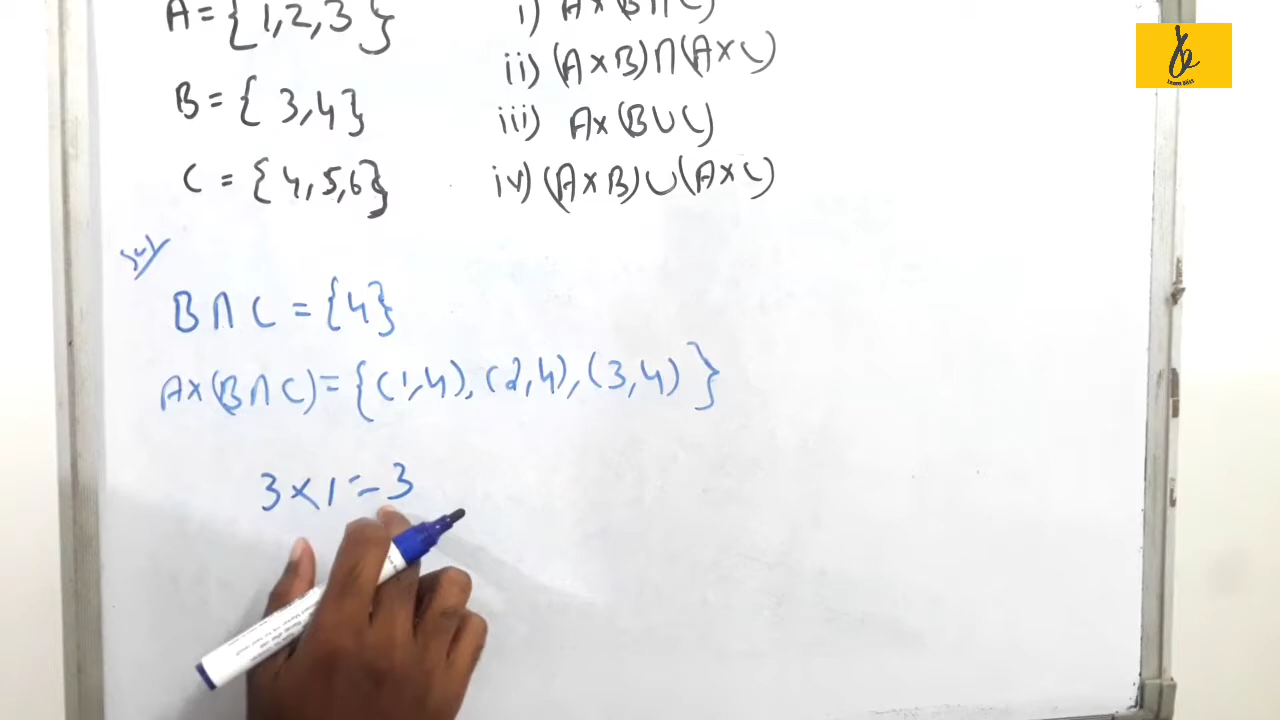 A = {1,2,3}
B = {3,4}
C = {4,5,6}
i) A×(B∩C)
ii) (A×B)∩(A×C)
iii) A×(B∪C)
iv) (A×B)∪(A×C)
B∩C = {4}
A×(B∩C) = {(1,4),(2,4),(3,4)}
3×1=3